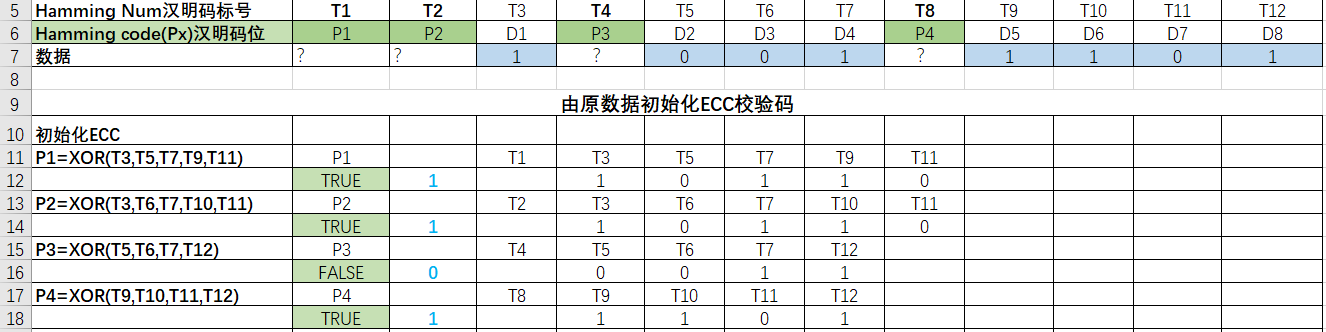 5 Hamming Num汉明码标号 T1 T2 T3 T4 T5 T6 T7 T8 T9 T10 T11 T12
6 Hamming code(Px)汉明码位 P1 P2 D1 P3 D2 D3 D4 P4 D5 D6 D7 D8
7 数据 ? ? 1 ? 0 0 1 ? 1 1 0 1
8
9 由原数据初始化ECC校验码
10 初始化ECC
11 P1=XOR(T3,T5,T7,T9,T11) P1 T1 T3 T5 T7 T9 T11
12 TRUE 1 1 0 1 1 0
13 P2=XOR(T3,T6,T7,T10,T11) P2 T2 T3 T6 T7 T10 T11
14 TRUE 1 1 0 1 1 0
15 P3=XOR(T5,T6,T7,T12) P3 T4 T5 T6 T7 T12
16 FALSE 0 0 0 1 1
17 P4=XOR(T9,T10,T11,T12) P4 T8 T9 T10 T11 T12
18 TRUE 1 1 1 0 1